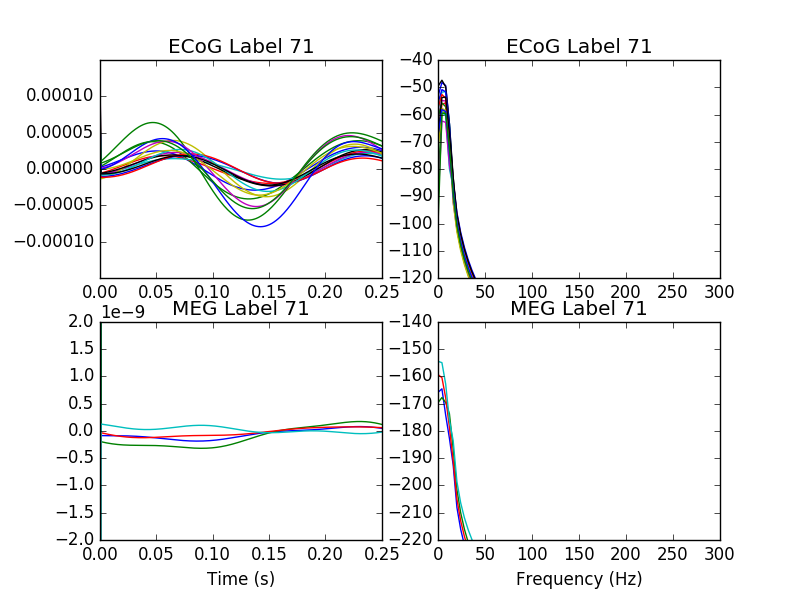 ECoG Label 71
0.00010
0.00005
0.00000
−0.00005
−0.00010
0.00 0.05 0.10 0.15 0.20 0.25
ECoG Label 71
−40
−50
−60
−70
−80
−90
−100
−110
−120
0 50 100 150 200 250 300
MEG Label 71
1e−9
2.0
1.5
1.0
0.5
0.0
−0.5
−1.0
−1.5
−2.0
0.00 0.05 0.10 0.15 0.20 0.25
Time (s)
MEG Label 71
−140
−150
−160
−170
−180
−190
−200
−210
−220
0 50 100 150 200 250 300
Frequency (Hz)